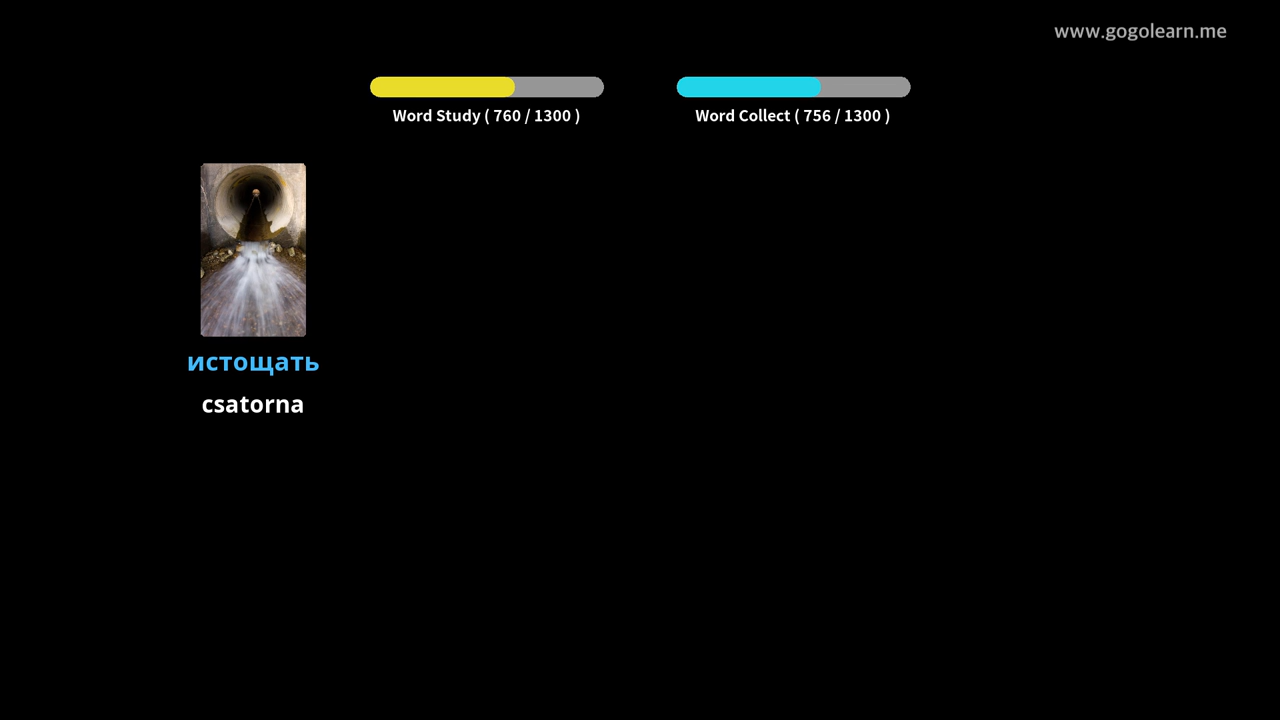 www.gogolearn.me
Word Study ( 760 / 1300 )
Word Collect ( 756 / 1300 )
истощать
csatorna